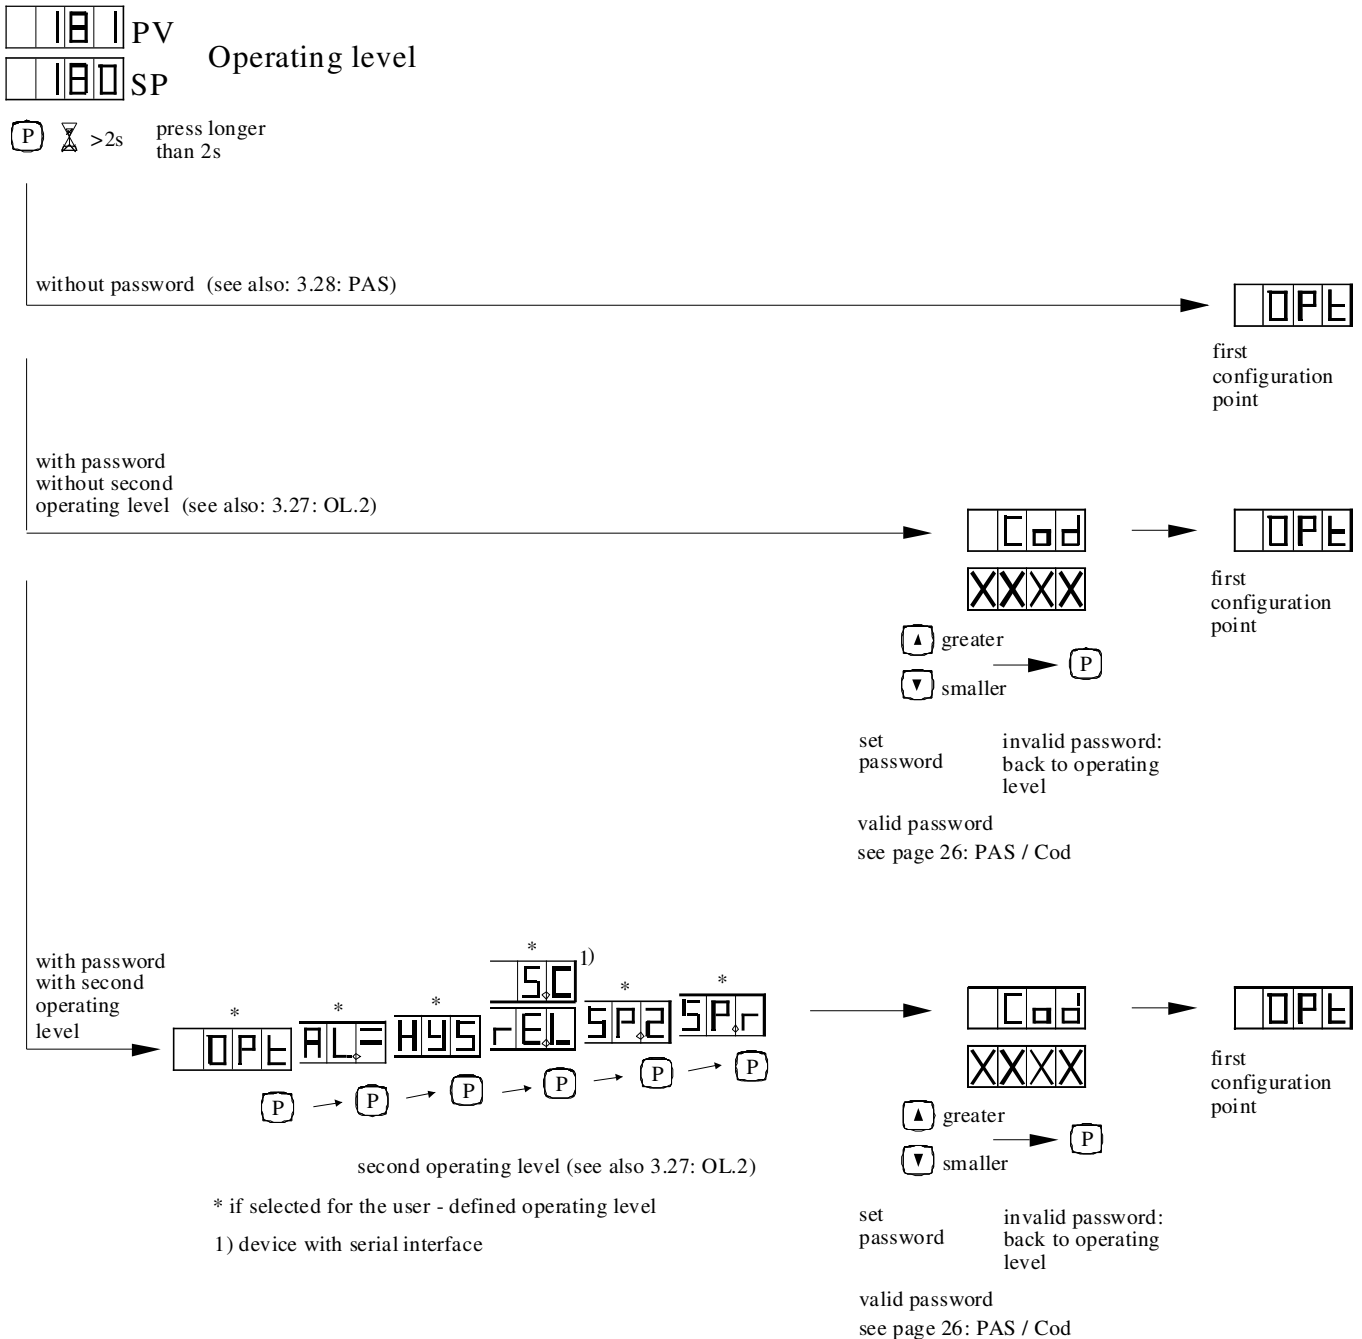 181 PV
180 SP
Operating level
P >2s press longer
than 2s
without password (see also: 3.28: PAS)
OPt
first
configuration
point
with password
without second
operating level (see also: 3.27: OL.2)
Cod
OPt
XXXX
first
configuration
point
greater
P
smaller
set
password
invalid password:
back to operating
level
valid password
see page 26: PAS / Cod
with password
with second
operating
level
* * * * 1) * *
S.C
OPt AL.= HYS rE.L SP.2 SP.r
P P P P P P
Cod
OPt
XXXX
first
configuration
point
greater
P
smaller
second operating level (see also 3.27: OL.2)
* if selected for the user - defined operating level
1) device with serial interface
set
password
invalid password:
back to operating
level
valid password
see page 26: PAS / Cod